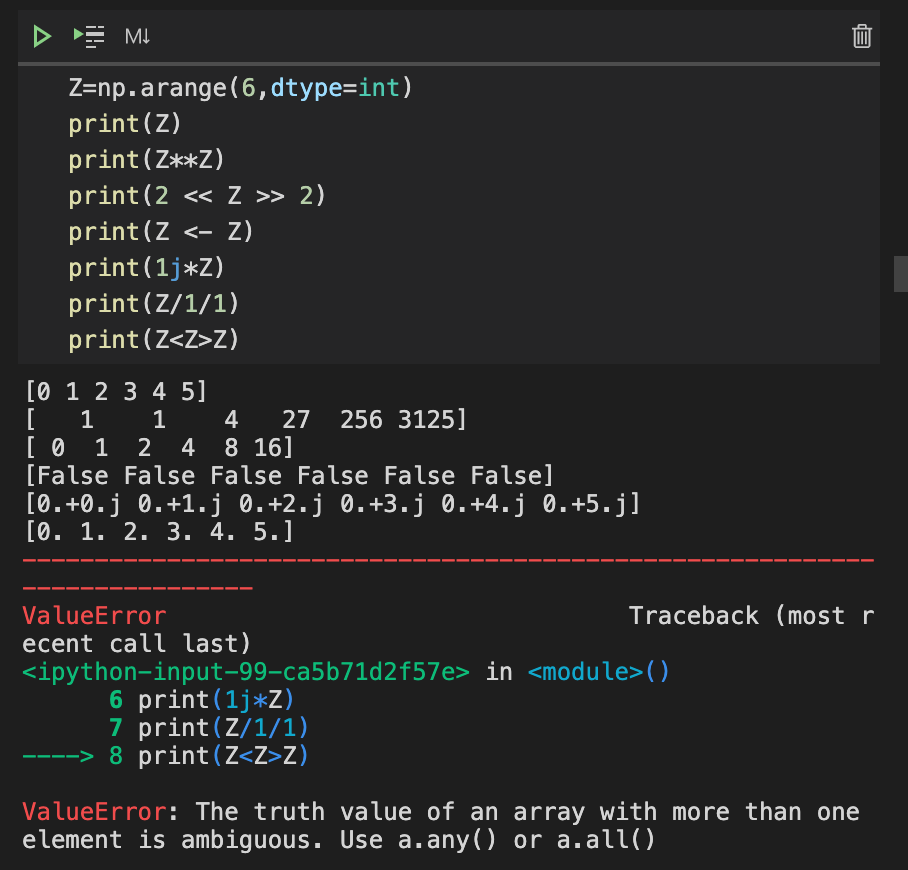 M↓
Z=np.arange(6,dtype=int)
print(Z)
print(Z**Z)
print(2 << Z >> 2)
print(Z <- Z)
print(1j*Z)
print(Z/1/1)
print(Z<Z>Z)
[0 1 2 3 4 5]
[   1    1    4   27  256 3125]
[ 0  1  2  4  8 16]
[False False False False False False]
[0.+0.j 0.+1.j 0.+2.j 0.+3.j 0.+4.j 0.+5.j]
[0. 1. 2. 3. 4. 5.]
-----------------------------------------------------------
----------------
ValueError                                Traceback (most r
ecent call last)
<ipython-input-99-ca5b71d2f57e> in <module>()
      6 print(1j*Z)
      7 print(Z/1/1)
----> 8 print(Z<Z>Z)
ValueError: The truth value of an array with more than one
element is ambiguous. Use a.any() or a.all()